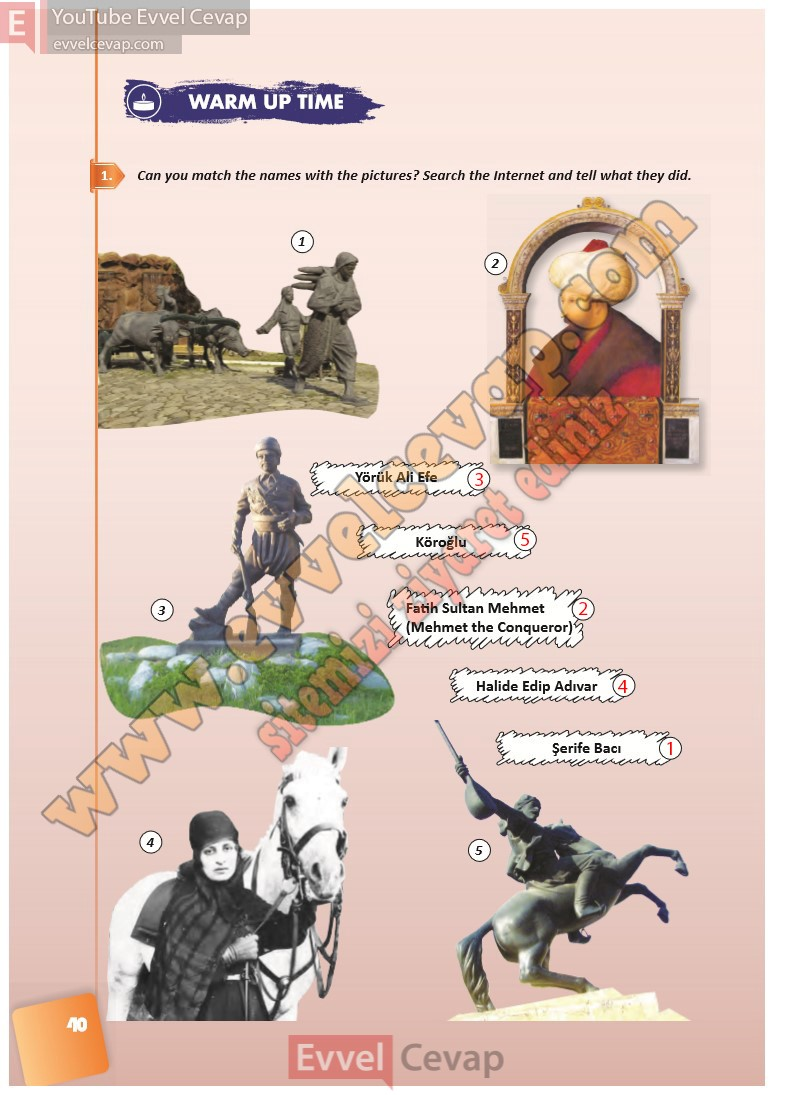 E
YouTube Evvel Cevap
evvelcevap.com
WARM UP TIME
1. Can you match the names with the pictures? Search the Internet and tell what they did.
1
2
Yörük Ali Efe 3
Köroğlu 5
3
Fatih Sultan Mehmet
(Mehmet the Conqueror) 2
Halide Edip Adıvar 4
Şerife Bacı 1
4
5
www.evvelcevap.com
sitemizi ziyaret ediniz
40
Evvel Cevap